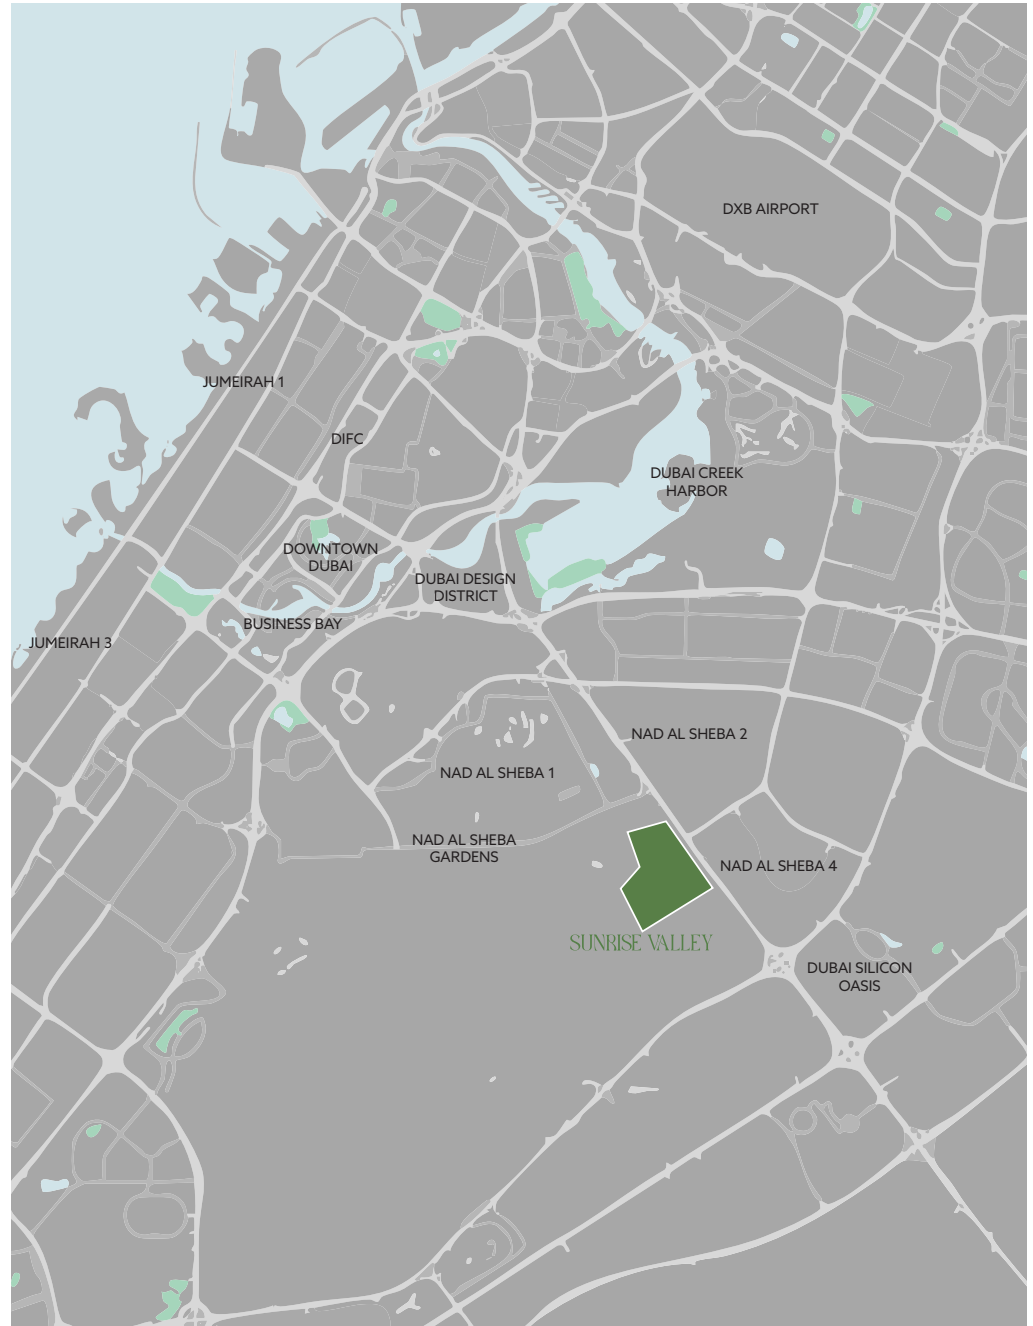 DXB AIRPORT
JUMEIRAH 1
DIFC
DUBAI CREEK
HARBOR
DOWNTOWN
DUBAI
DUBAI DESIGN
DISTRICT
BUSINESS BAY
JUMEIRAH 3
NAD AL SHEBA 2
NAD AL SHEBA 1
NAD AL SHEBA
GARDENS
NAD AL SHEBA 4
SUNRISE VALLEY
DUBAI SILICON
OASIS